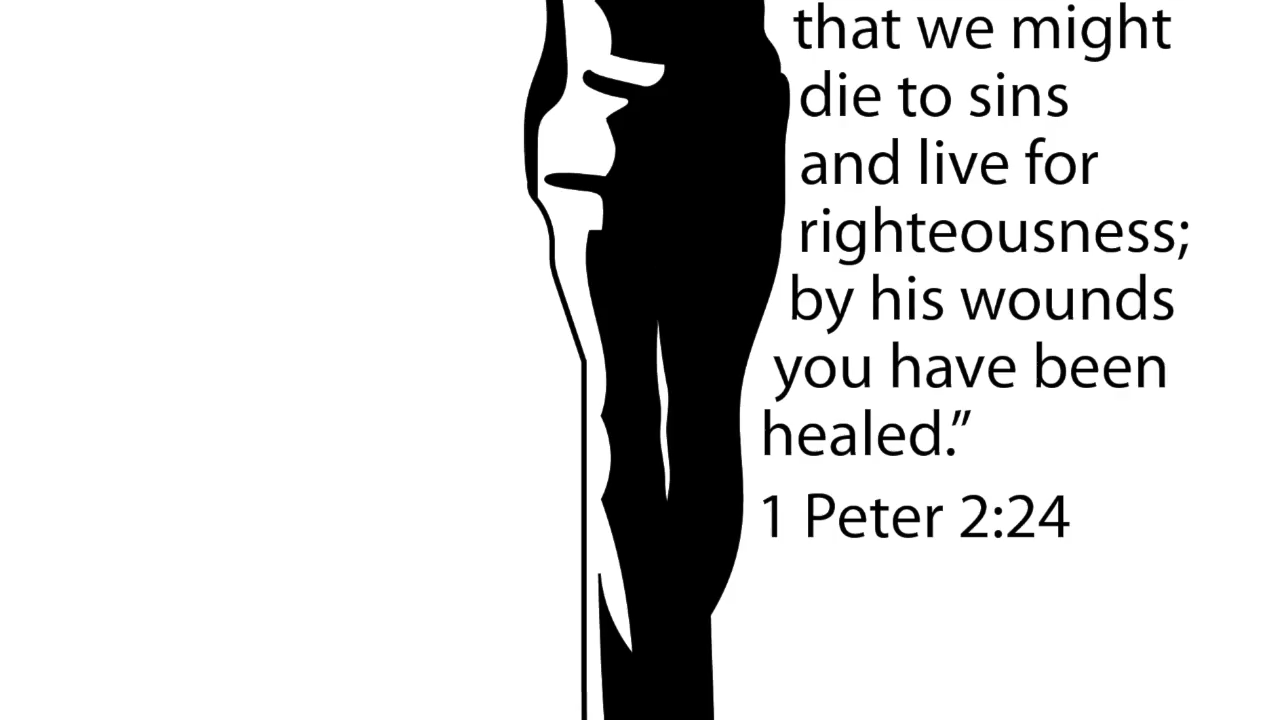 that we might
die to sins
and live for
righteousness;
by his wounds
you have been
healed.”
1 Peter 2:24